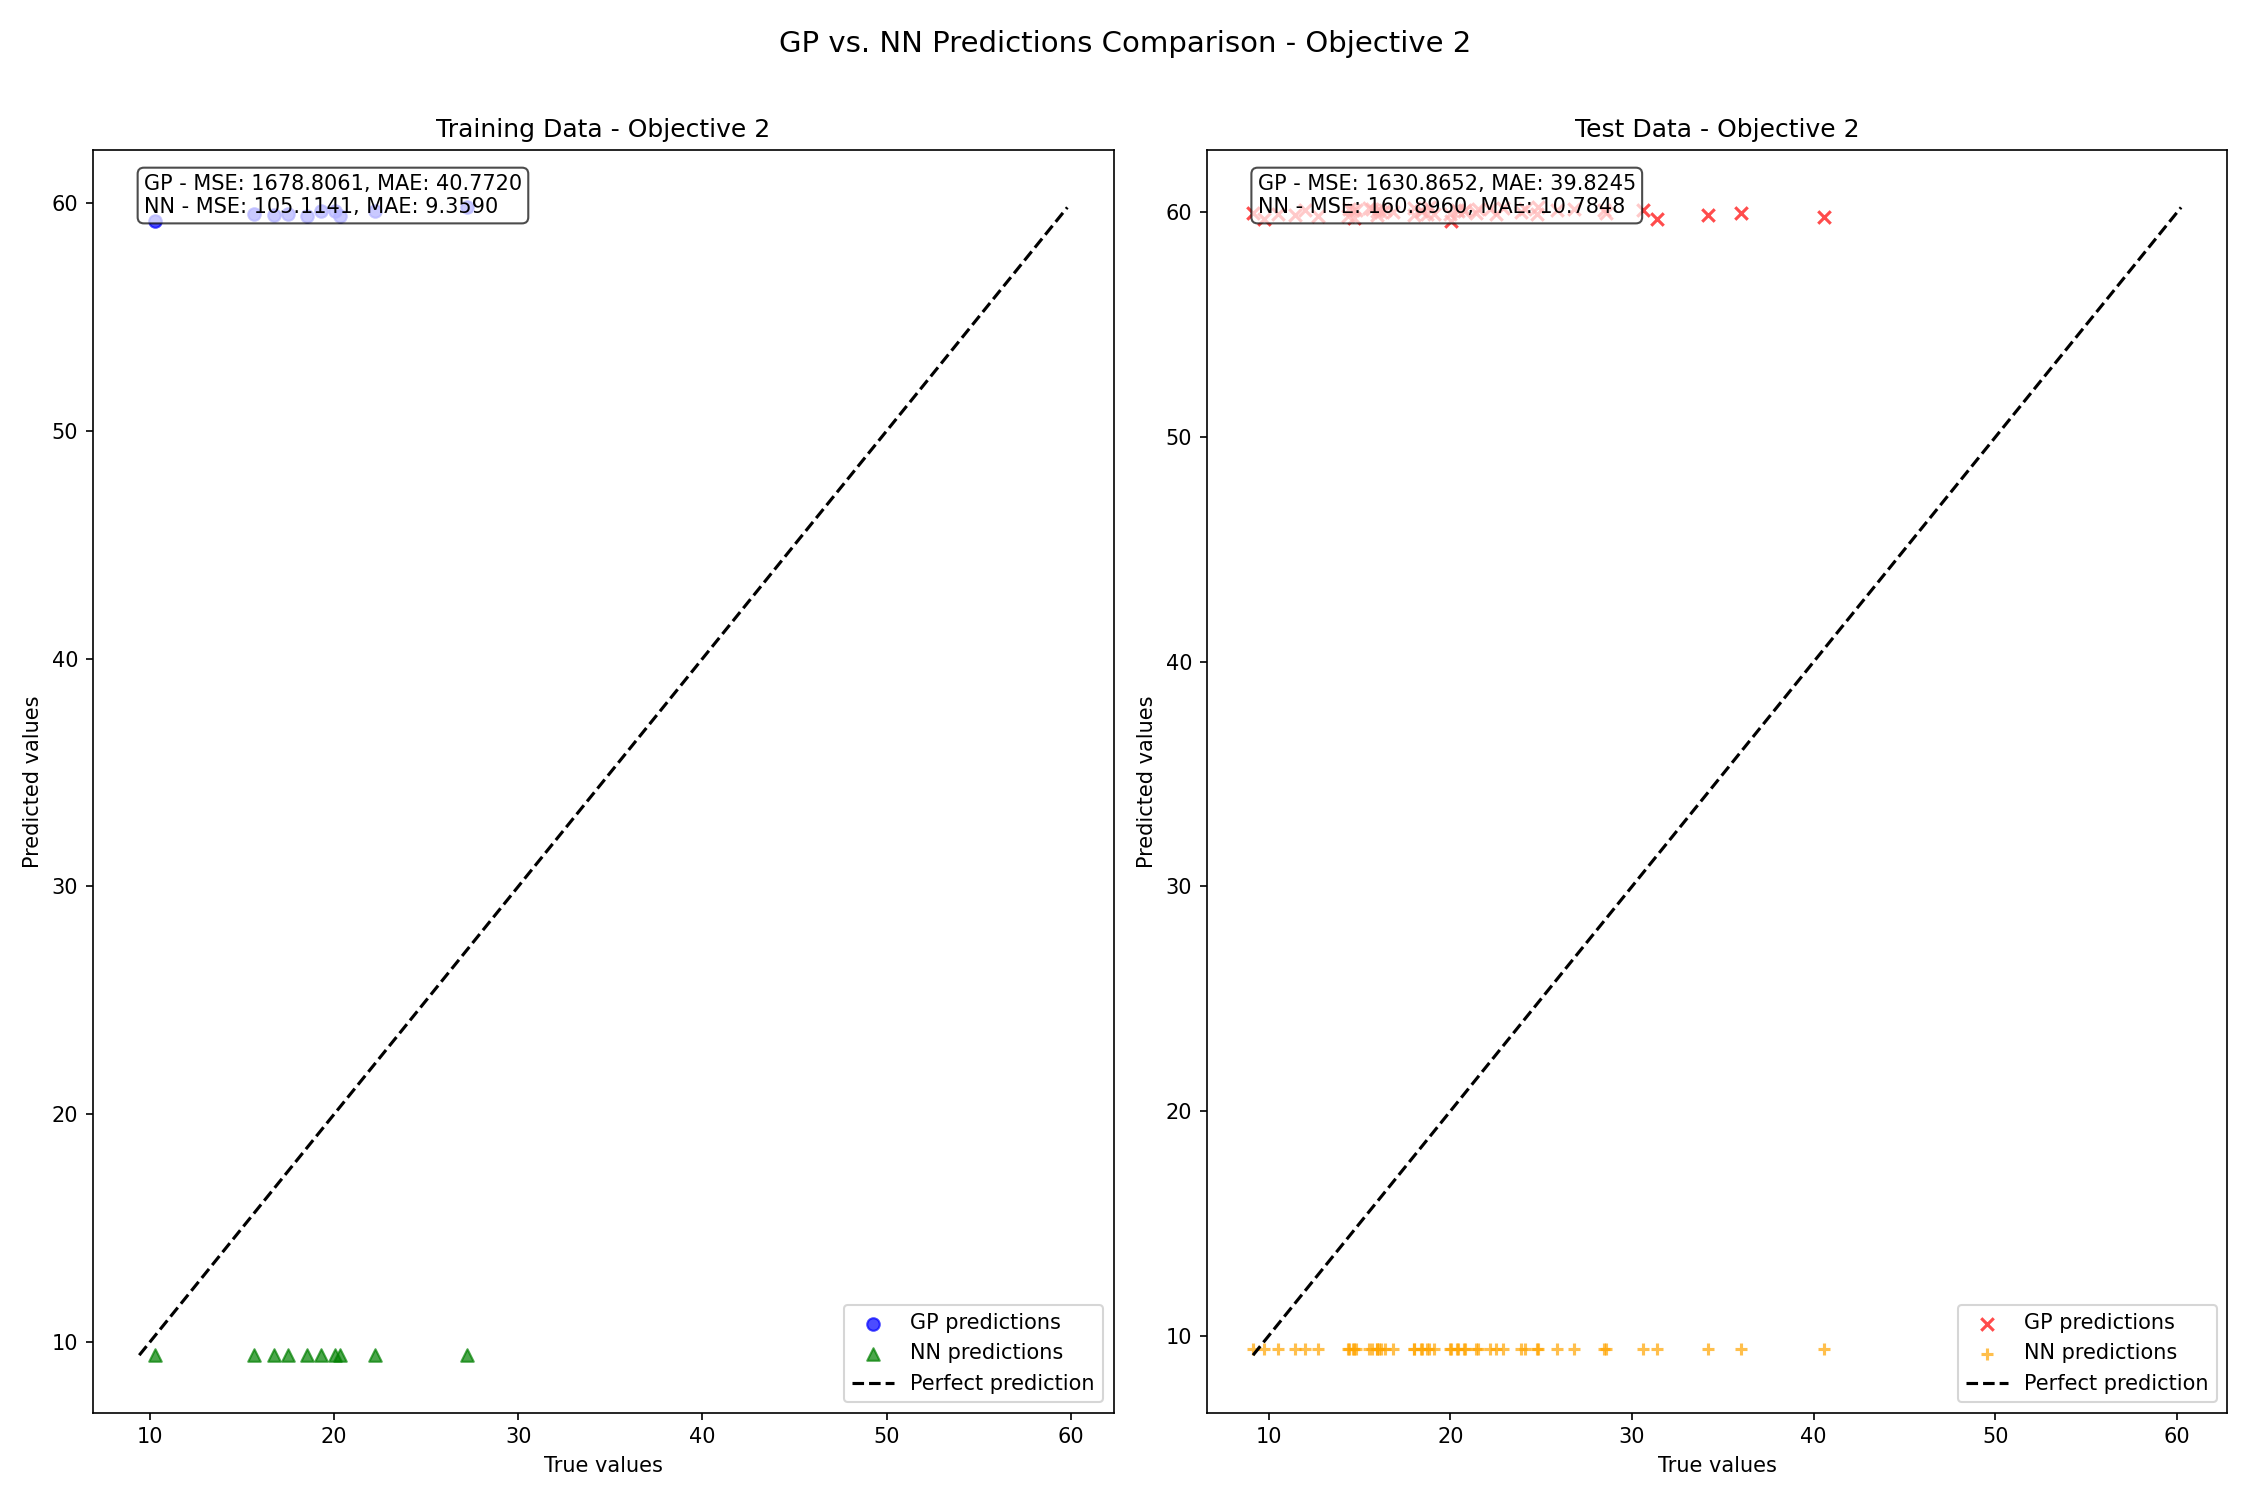 GP vs. NN Predictions Comparison - Objective 2
Training Data - Objective 2
GP - MSE: 1678.8061, MAE: 40.7720
NN - MSE: 105.1141, MAE: 9.3590
60
50
40
30
20
10
Predicted values
10 20 30 40 50 60
True values
GP predictions
NN predictions
Perfect prediction
Test Data - Objective 2
GP - MSE: 1630.8652, MAE: 39.8245
NN - MSE: 160.8960, MAE: 10.7848
60
50
40
30
20
10
Predicted values
10 20 30 40 50 60
True values
GP predictions
NN predictions
Perfect prediction